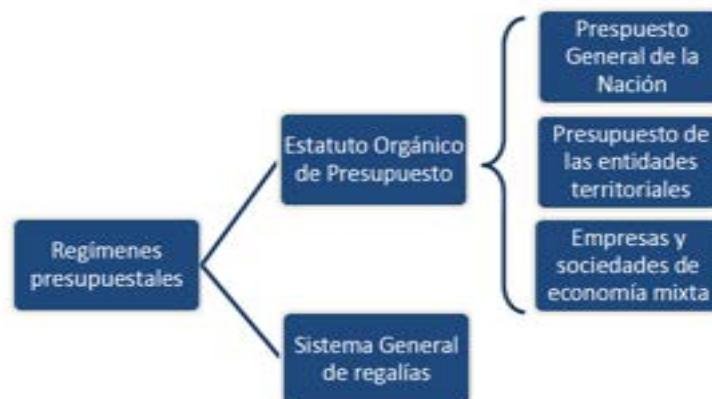 Regímenes
presupuestales
Estatuto Orgánico
de Presupuesto
Prespuesto
General de la
Nación
Presupuesto de
las entidades
territoriales
Empresas y
sociedades de
economía mixta
Sistema General
de regalías